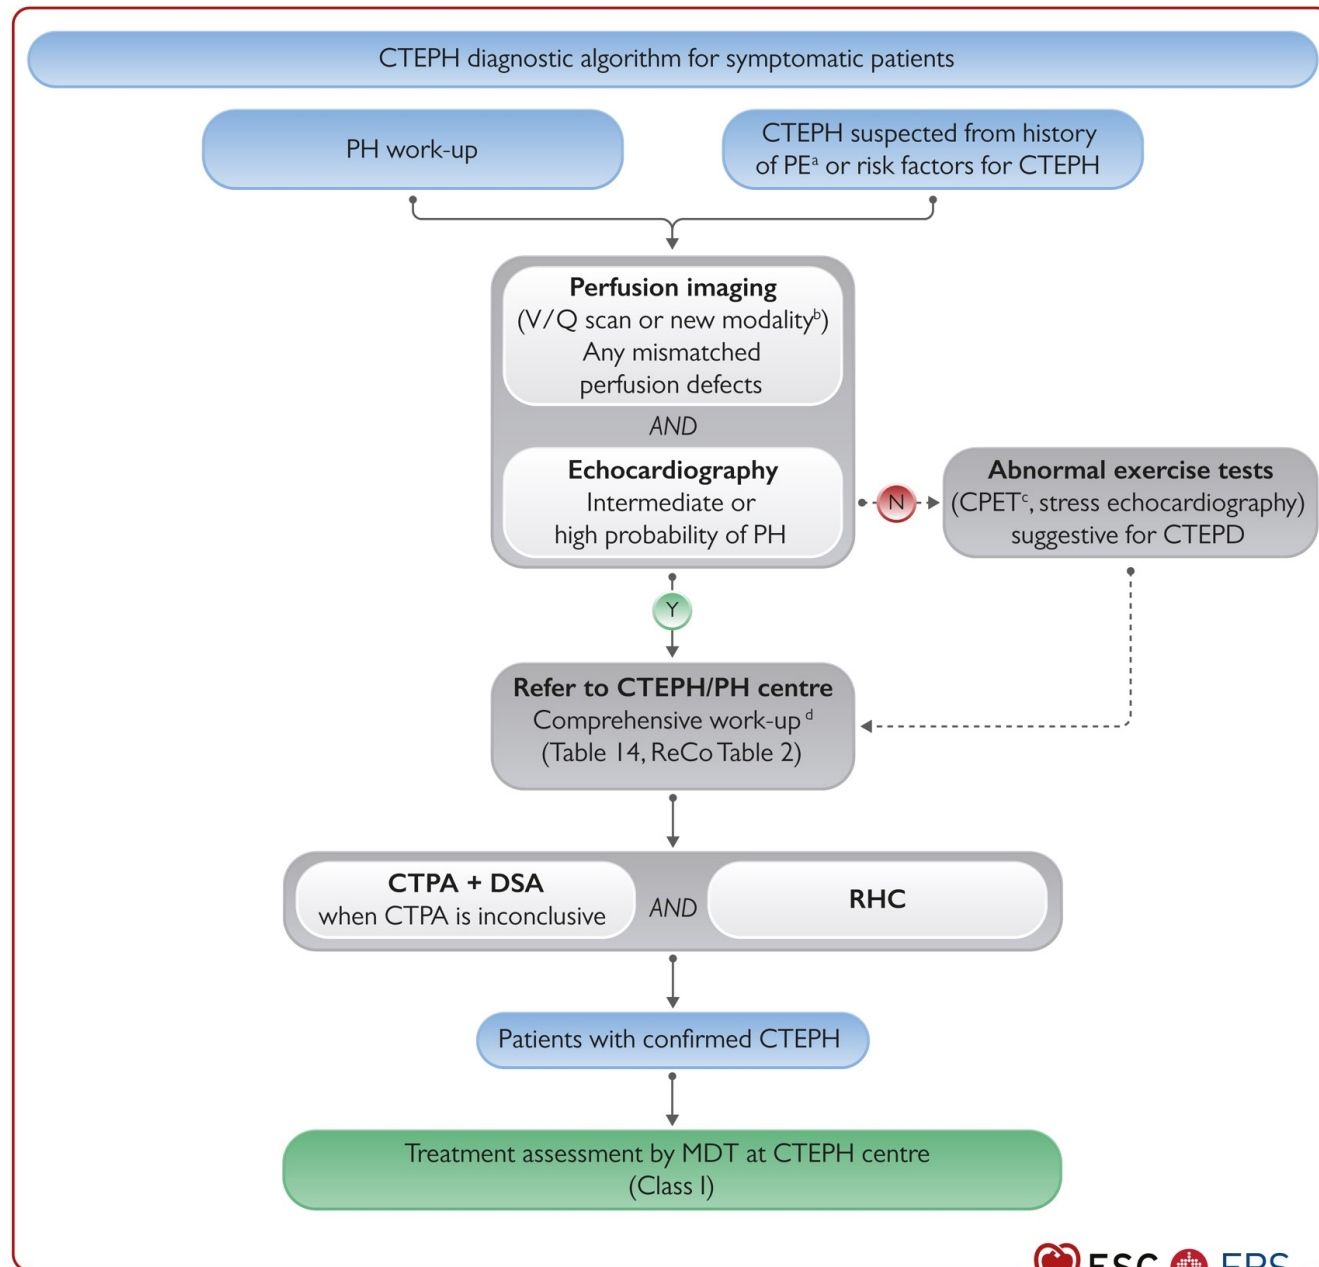 CTEPH diagnostic algorithm for symptomatic patients
PH work-up
CTEPH suspected from history
of PEᵃ or risk factors for CTEPH
Perfusion imaging
(V/Q scan or new modalityᵇ)
Any mismatched
perfusion defects
AND
Echocardiography
Intermediate or
high probability of PH
N
Abnormal exercise tests
(CPETᶜ, stress echocardiography)
suggestive for CTEPD
Y
Refer to CTEPH/PH centre
Comprehensive work-up ᵈ
(Table 14, ReCo Table 2)
CTPA + DSA
when CTPA is inconclusive
AND
RHC
Patients with confirmed CTEPH
Treatment assessment by MDT at CTEPH centre
(Class I)
ESC ERS